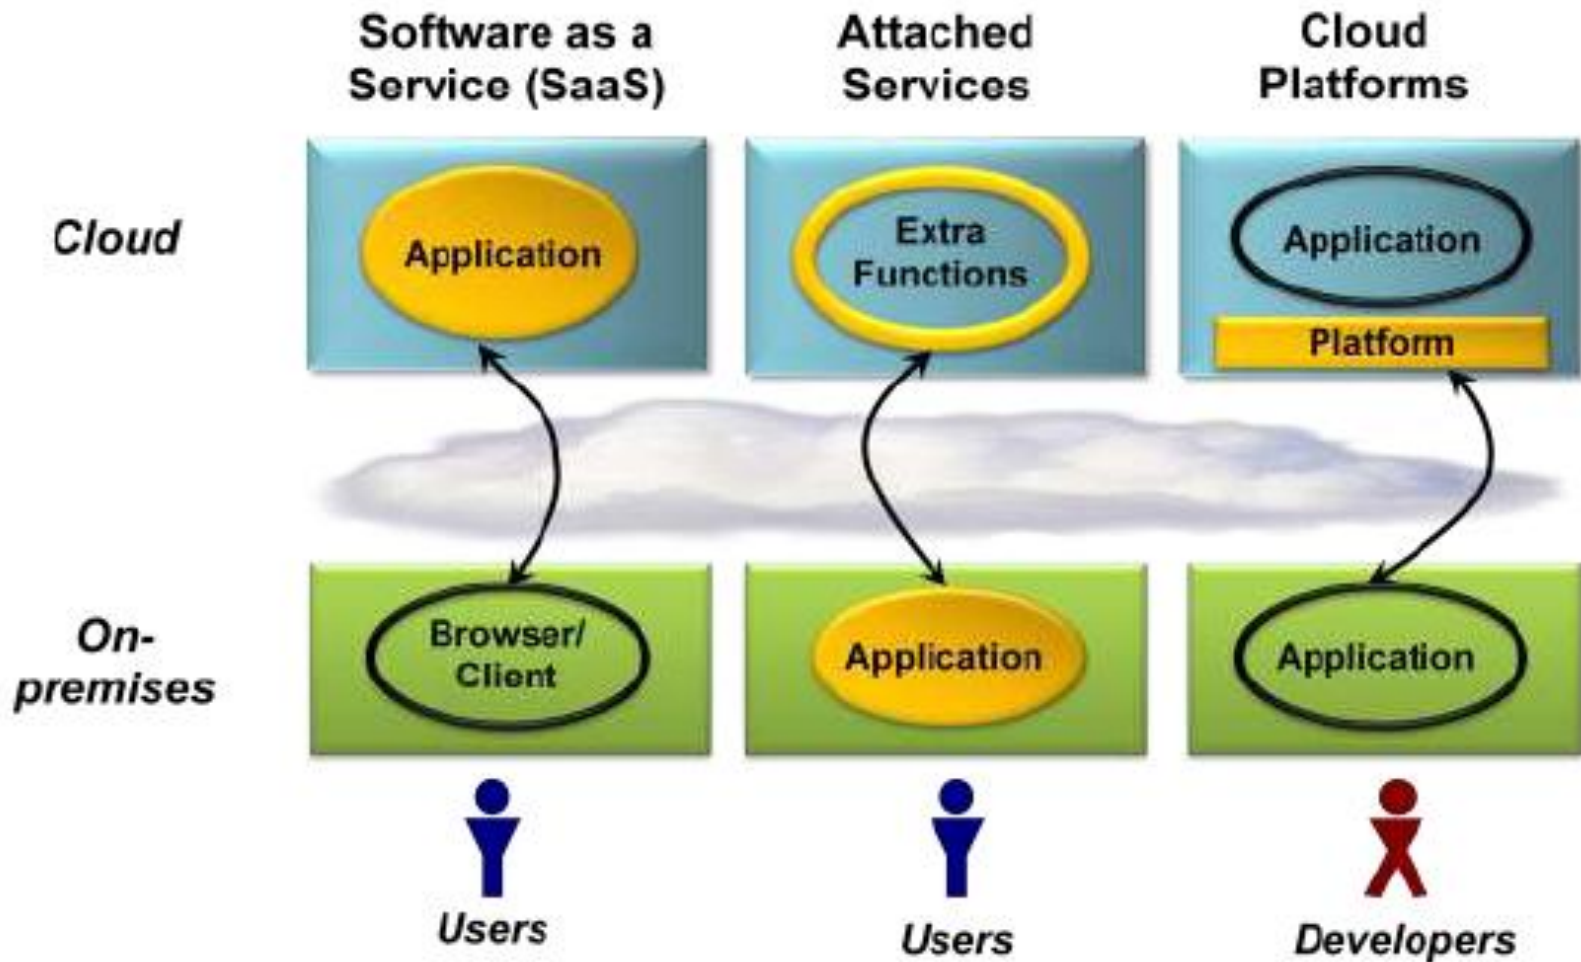 Software as a
Service (SaaS)
Attached
Services
Cloud
Platforms
Cloud
Application
Extra
Functions
Application
Platform
On-
premises
Browser/
Client
Application
Application
Users
Users
Developers